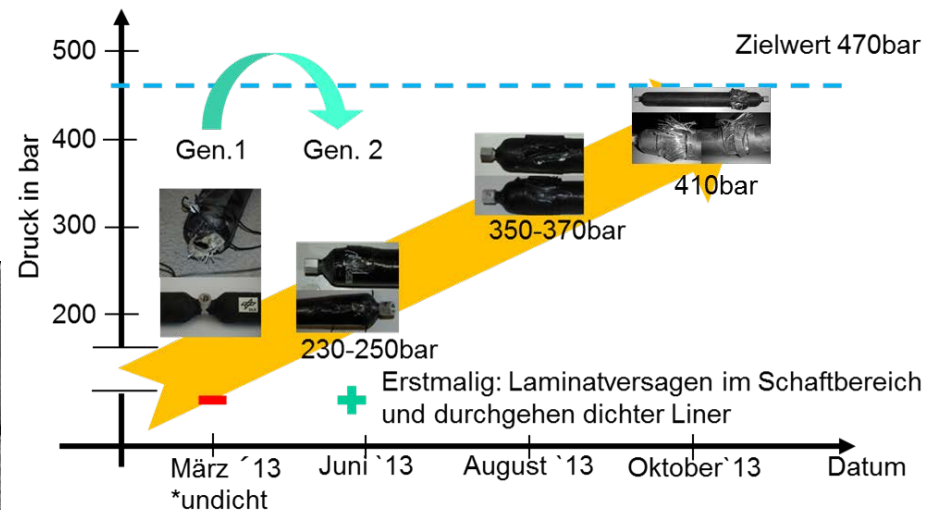 500
Zielwert 470bar
400
Gen.1
Gen. 2
410bar
300
350-370bar
200
230-250bar
Druck in bar
Erstmalig: Laminatversagen im Schaftbereich
und durchgehen dichter Liner
März ´13
Juni `13
August `13
Oktober`13
Datum
*undicht